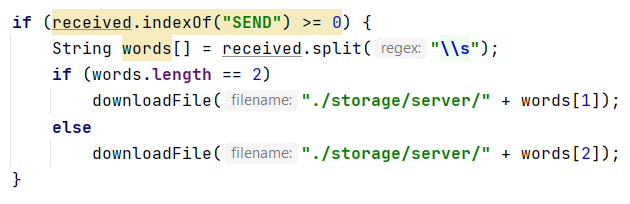 if (received.indexOf("SEND") >= 0) {
    String words[] = received.split( regex: "\\s");
    if (words.length == 2)
        downloadFile( filename: "./storage/server/" + words[1]);
    else
        downloadFile( filename: "./storage/server/" + words[2]);
}